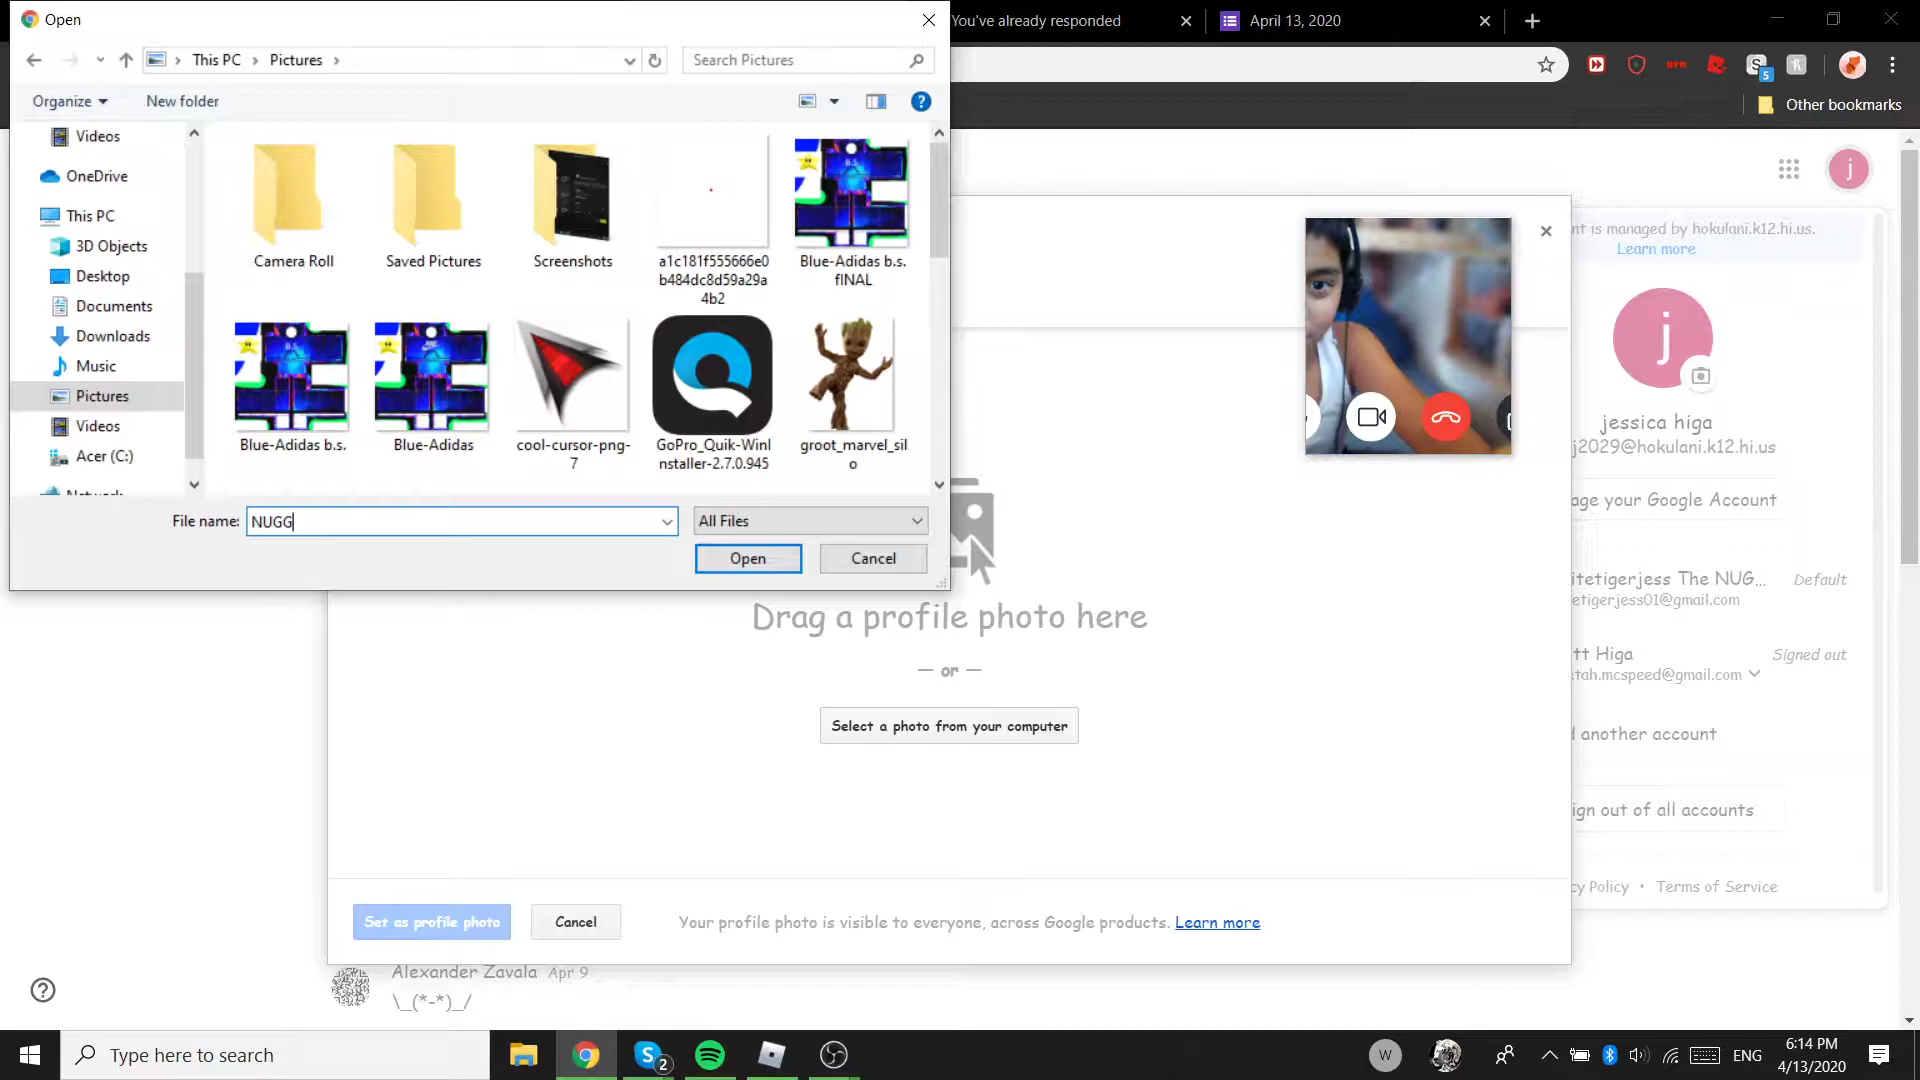 Open
You've already responded
April 13, 2020
This PC
Pictures
Search Pictures
Organize
New folder
Other bookmarks
Videos
OneDrive
This PC
3D Objects
Desktop
Documents
Downloads
Music
Pictures
Videos
Acer (C:)
Network
Camera Roll
Saved Pictures
Screenshots
a1c181f555666e0
b484dc8d59a29a
4b2
Blue-Adidas b.s.
fINAL
Blue-Adidas b.s.
Blue-Adidas
cool-cursor-png-
7
GoPro_Quik-WinI
nstaller-2.7.0.945
groot_marvel_sil
o
File name:
NUGG
All Files
Open
Cancel
Drag a profile photo here
— or —
Select a photo from your computer
Set as profile photo
Cancel
Your profile photo is visible to everyone, across Google products. Learn more
j
nt is managed by hokulani.k12.hi.us.
Learn more
j
jessica higa
j2029@hokulani.k12.hi.us
age your Google Account
itetigerjess The NUG... Default
etigerjess01@gmail.com
tt Higa Signed out
tah.mcspeed@gmail.com
d another account
ign out of all accounts
cy Policy • Terms of Service
Alexander Zavala Apr 9
\_(*-*)_/
Type here to search
2
W
ENG
6:14 PM
4/13/2020
5